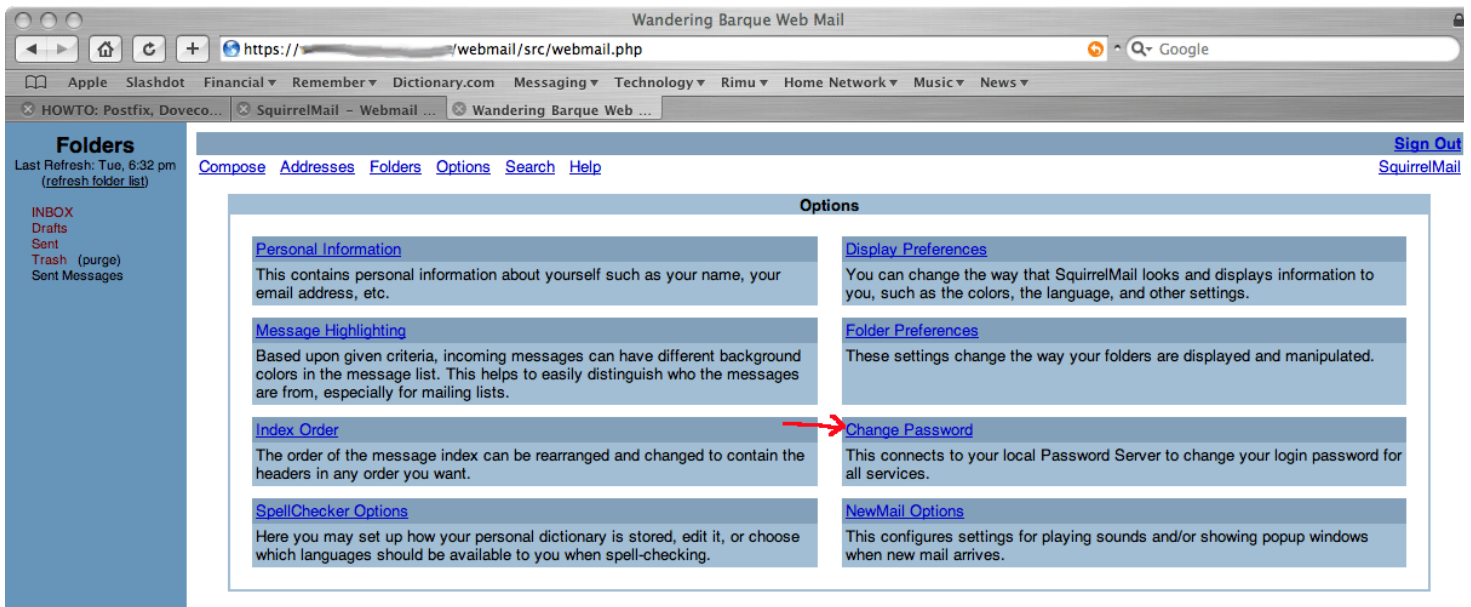 Wandering Barque Web Mail
https:// /webmail/src/webmail.php
Google
Apple Slashdot Financial Remember Dictionary.com Messaging Technology Rimu Home Network Music News
HOWTO: Postfix, Doveco... SquirrelMail - Webmail ... Wandering Barque Web ...
Folders
Last Refresh: Tue, 6:32 pm
(refresh folder list)
INBOX
Drafts
Sent
Trash (purge)
Sent Messages
Sign Out
Compose Addresses Folders Options Search Help SquirrelMail
Options
Personal Information
This contains personal information about yourself such as your name, your
email address, etc.
Display Preferences
You can change the way that SquirrelMail looks and displays information to
you, such as the colors, the language, and other settings.
Message Highlighting
Based upon given criteria, incoming messages can have different background
colors in the message list. This helps to easily distinguish who the messages
are from, especially for mailing lists.
Folder Preferences
These settings change the way your folders are displayed and manipulated.
Index Order
The order of the message index can be rearranged and changed to contain the
headers in any order you want.
Change Password
This connects to your local Password Server to change your login password for
all services.
SpellChecker Options
Here you may set up how your personal dictionary is stored, edit it, or choose
which languages should be available to you when spell-checking.
NewMail Options
This configures settings for playing sounds and/or showing popup windows
when new mail arrives.